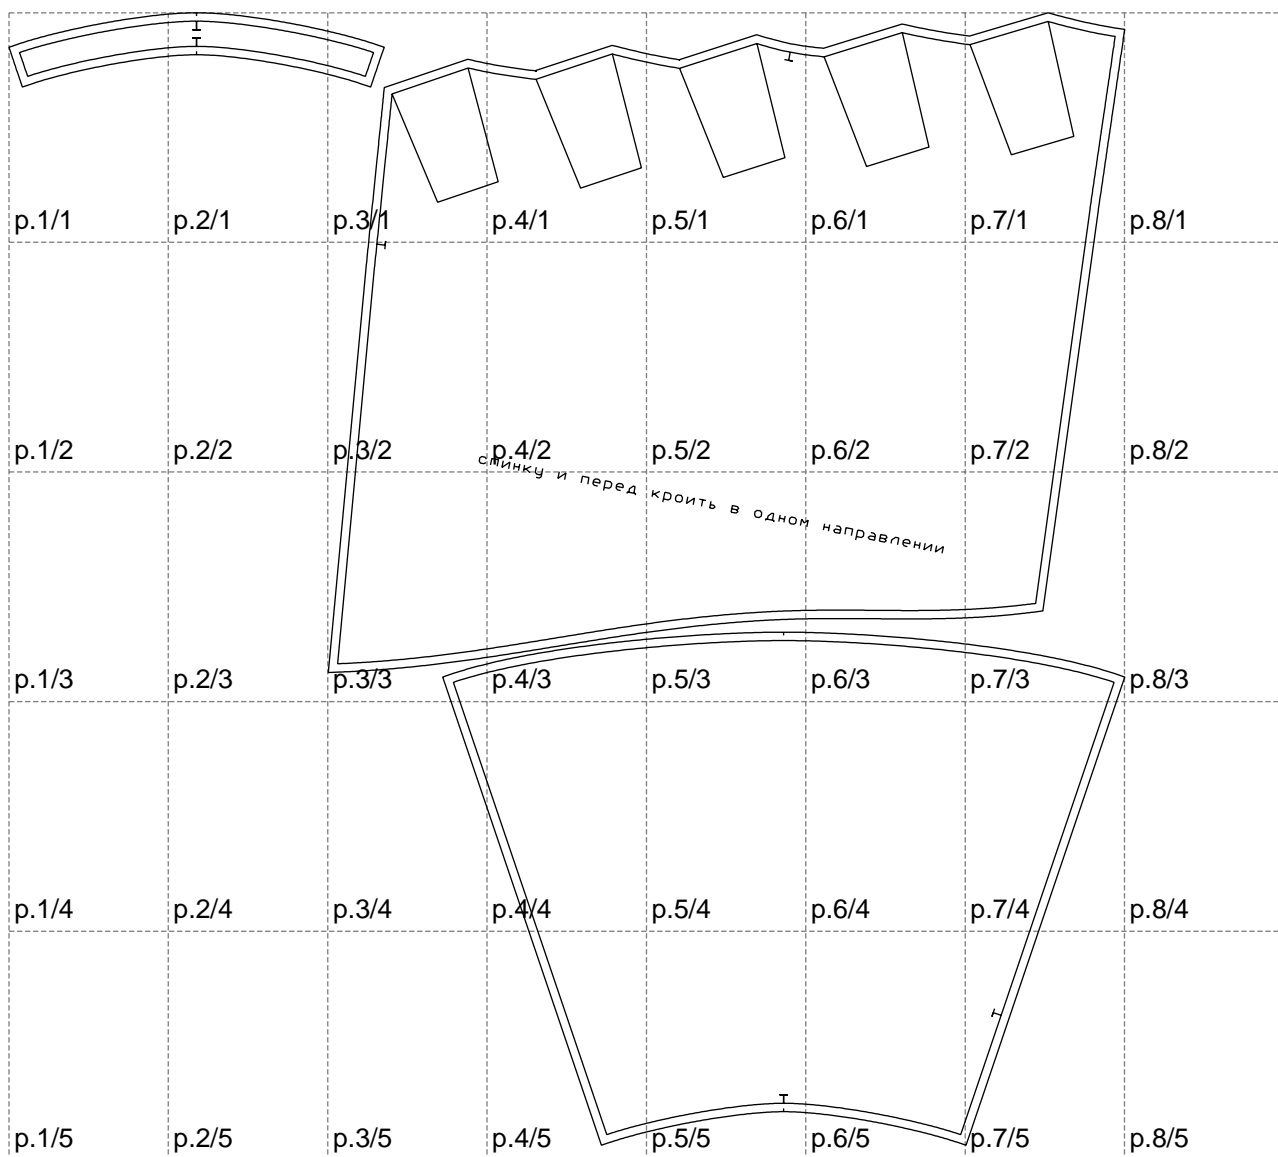 p.1/1 p.2/1 p.3/1 p.4/1 p.5/1 p.6/1 p.7/1 p.8/1
p.1/2 p.2/2 p.3/2 p.4/2 p.5/2 p.6/2 p.7/2 p.8/2
спинку и перед кроить в одном направлении
p.1/3 p.2/3 p.3/3 p.4/3 p.5/3 p.6/3 p.7/3 p.8/3
p.1/4 p.2/4 p.3/4 p.4/4 p.5/4 p.6/4 p.7/4 p.8/4
p.1/5 p.2/5 p.3/5 p.4/5 p.5/5 p.6/5 p.7/5 p.8/5